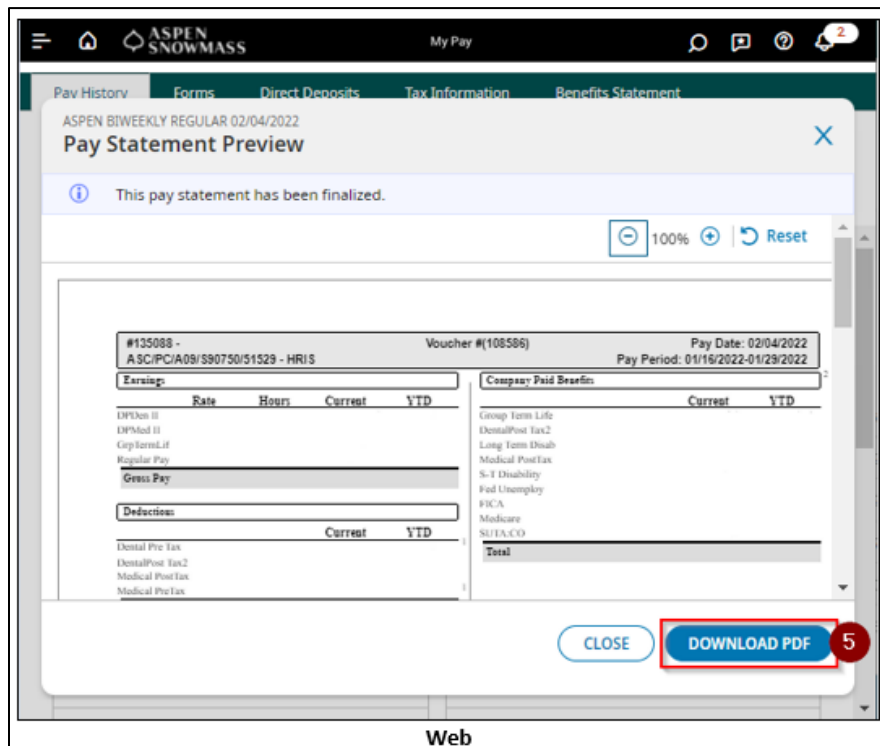 ASPEN
SNOWMASS
My Pay
2
Pay History Forms Direct Deposits Tax Information Benefits Statement
ASPEN BIWEEKLY REGULAR 02/04/2022
Pay Statement Preview
This pay statement has been finalized.
100% Reset
#135088 - Voucher #(108586) Pay Date: 02/04/2022
ASC/PC/A09/S90750/51529 - HRIS Pay Period: 01/16/2022-01/29/2022
Earnings
Rate Hours Current YTD
DPDen II
DPMed II
GrpTermLif
Regular Pay
Gross Pay
Deductions
Current YTD
Dental Pre Tax
DentalPost Tax2
Medical PostTax
Medical PreTax
1
1
Company Paid Benefits
2
Current YTD
Group Term Life
DentalPost Tax2
Long Term Disab
Medical PostTax
S-T Disability
Fed Unemploy
FICA
Medicare
SUTA:CO
Total
CLOSE DOWNLOAD PDF 5
Web